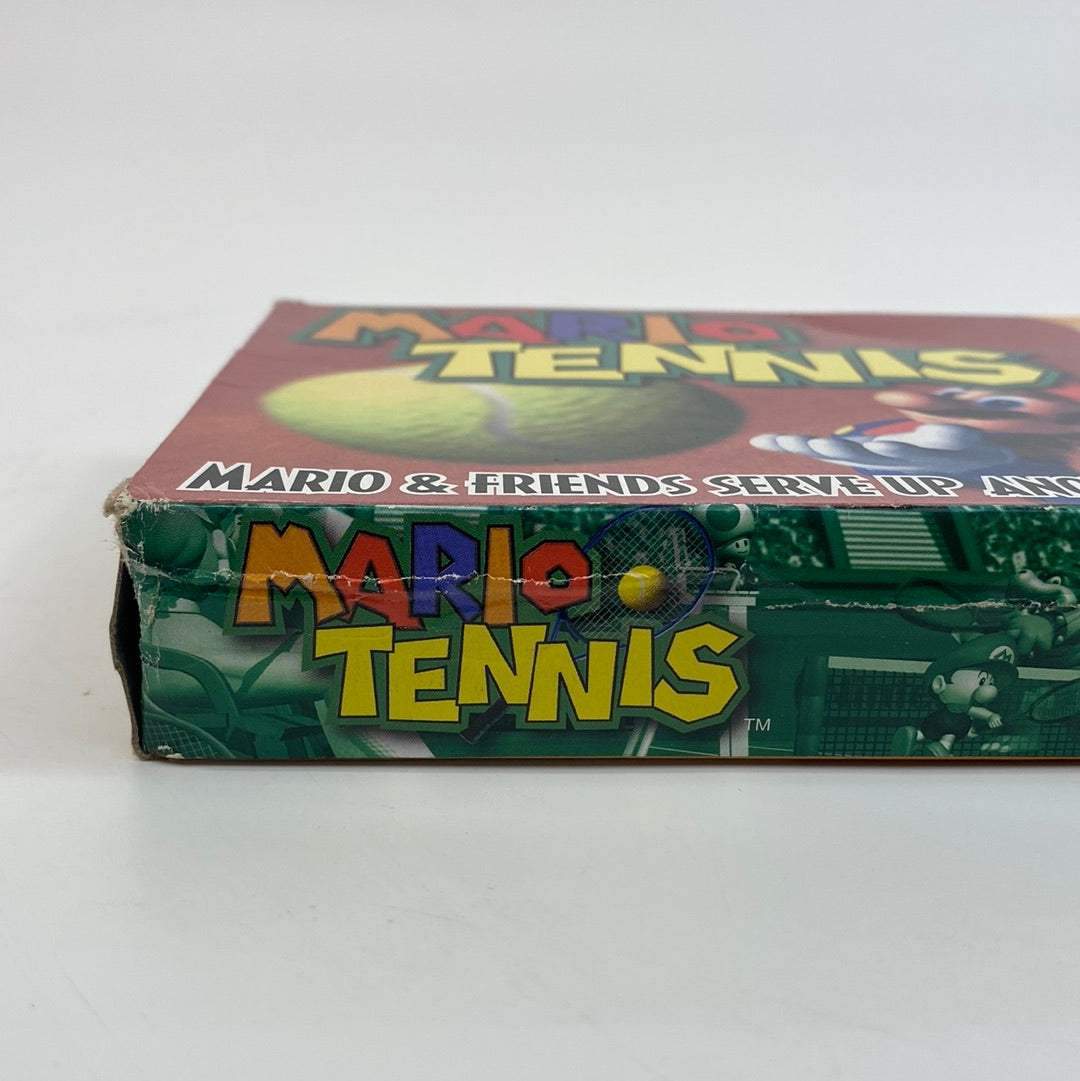 MARIO
TENNIS
MARIO & FRIENDS SERVE UP
MARIO
TENNIS
TM